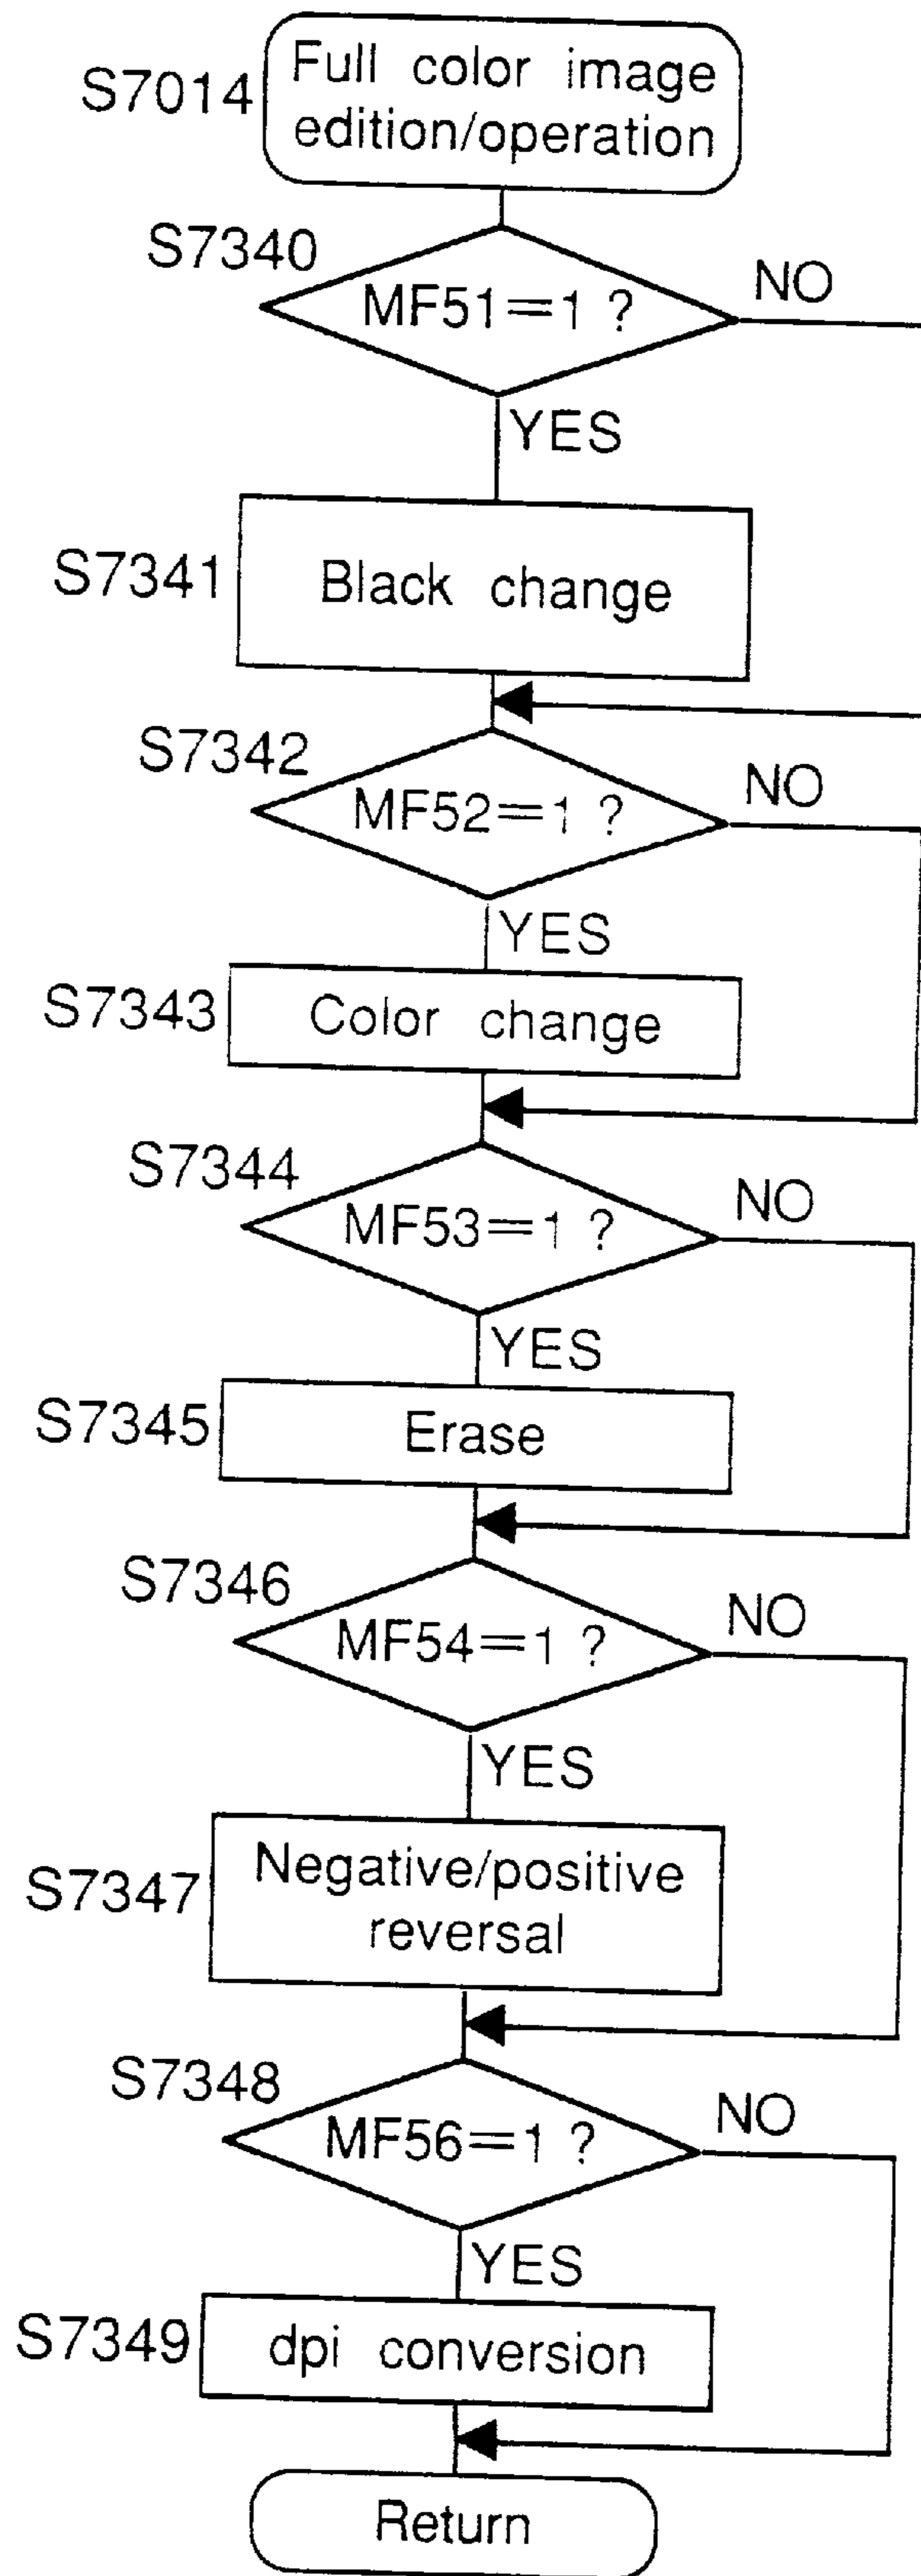 S7014
Full color image
edition/operation
S7340
MF51=1 ?
NO
YES
S7341
Black change
S7342
MF52=1 ?
NO
YES
S7343
Color change
S7344
MF53=1 ?
NO
YES
S7345
Erase
S7346
MF54=1 ?
NO
YES
S7347
Negative/positive
reversal
S7348
MF56=1 ?
NO
YES
S7349
dpi conversion
Return